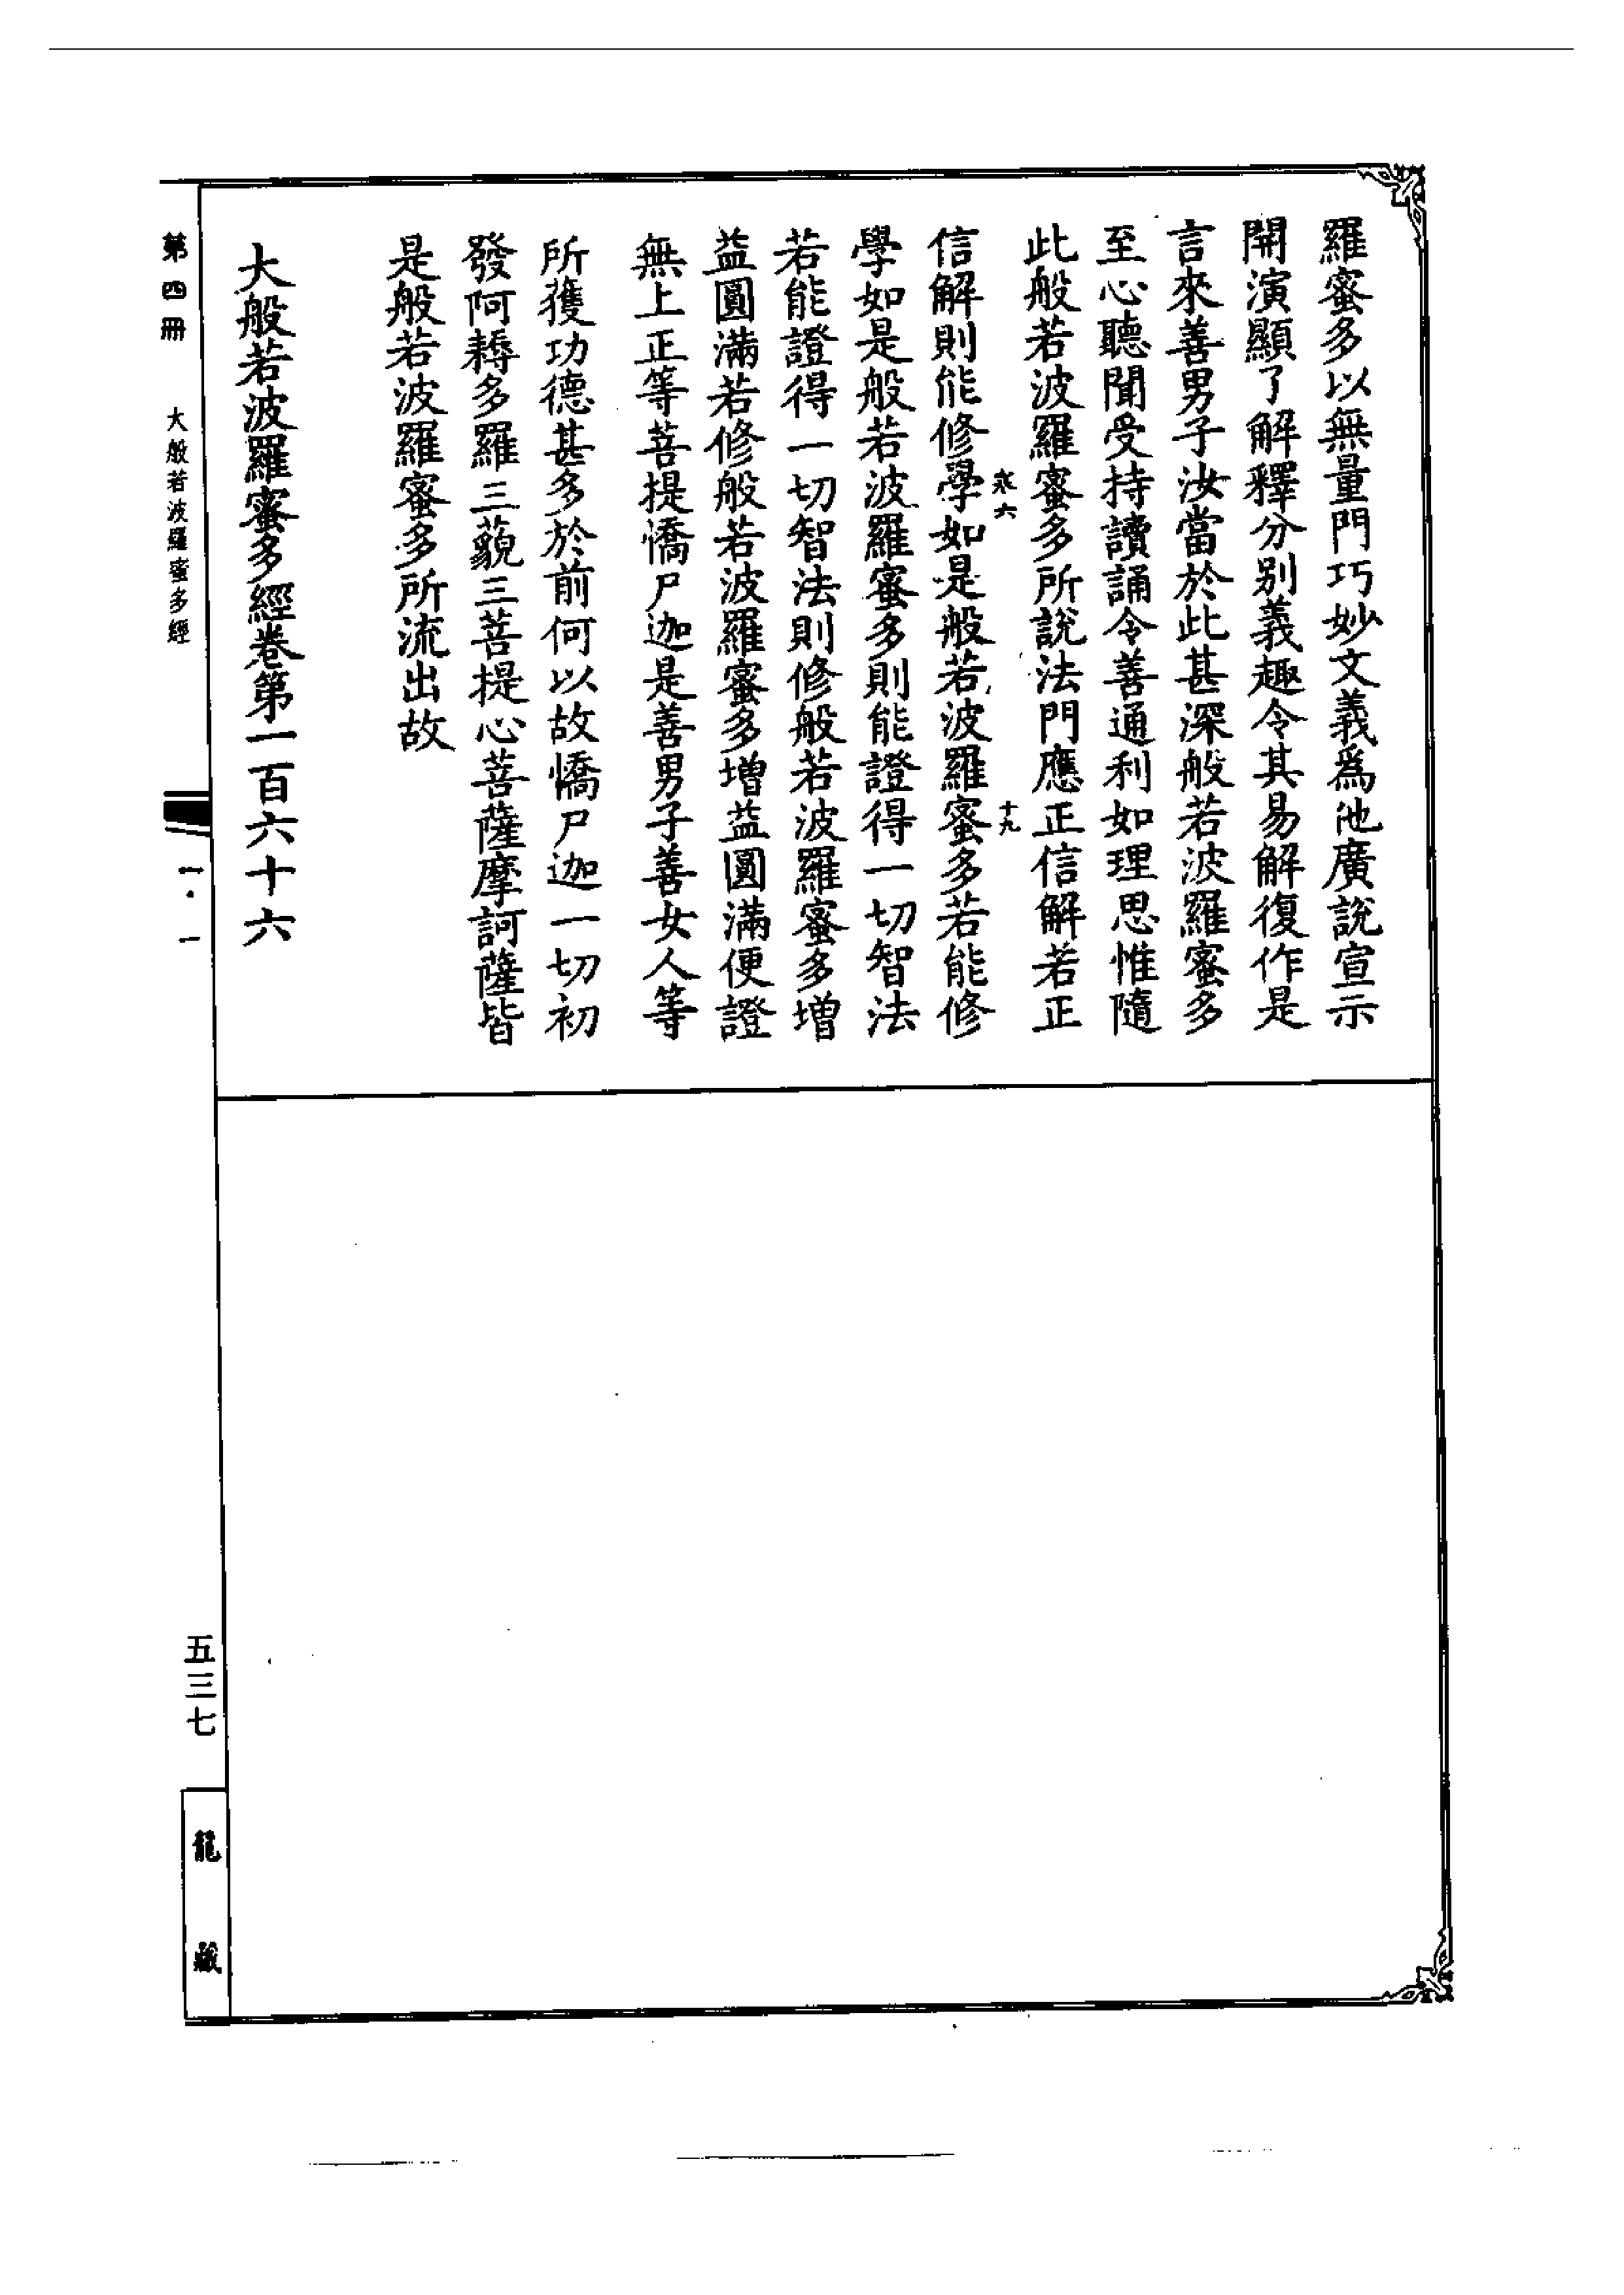 羅蜜多以無量門巧妙文義爲他廣說宣示
開演顯了解釋分别義趣令其易解復作是
言來善男子汝當於此甚深般若波羅蜜多
至心聽聞受持讀誦令善通利如理思惟隨
此般若波羅蜜多所說法門應正信解若正
信解則能修學如是般若波羅蜜多若能修
學如是般若波羅蜜多則能證得一切智法
若能證得一切智法則修般若波羅蜜多增
益圓滿若修般若波羅蜜多增益圓滿便證
無上正等菩提憍尸迦是善男子善女人等
所獲功德甚多於前何以故憍尸迦一切初
發阿耨多羅三藐三菩提心菩薩摩訶薩皆
是般若波羅蜜多所流出故
大般若波羅蜜多經卷第一百六十六
六
十九
第四冊 大般若波羅蜜多經
一·一
五三七
龍藏